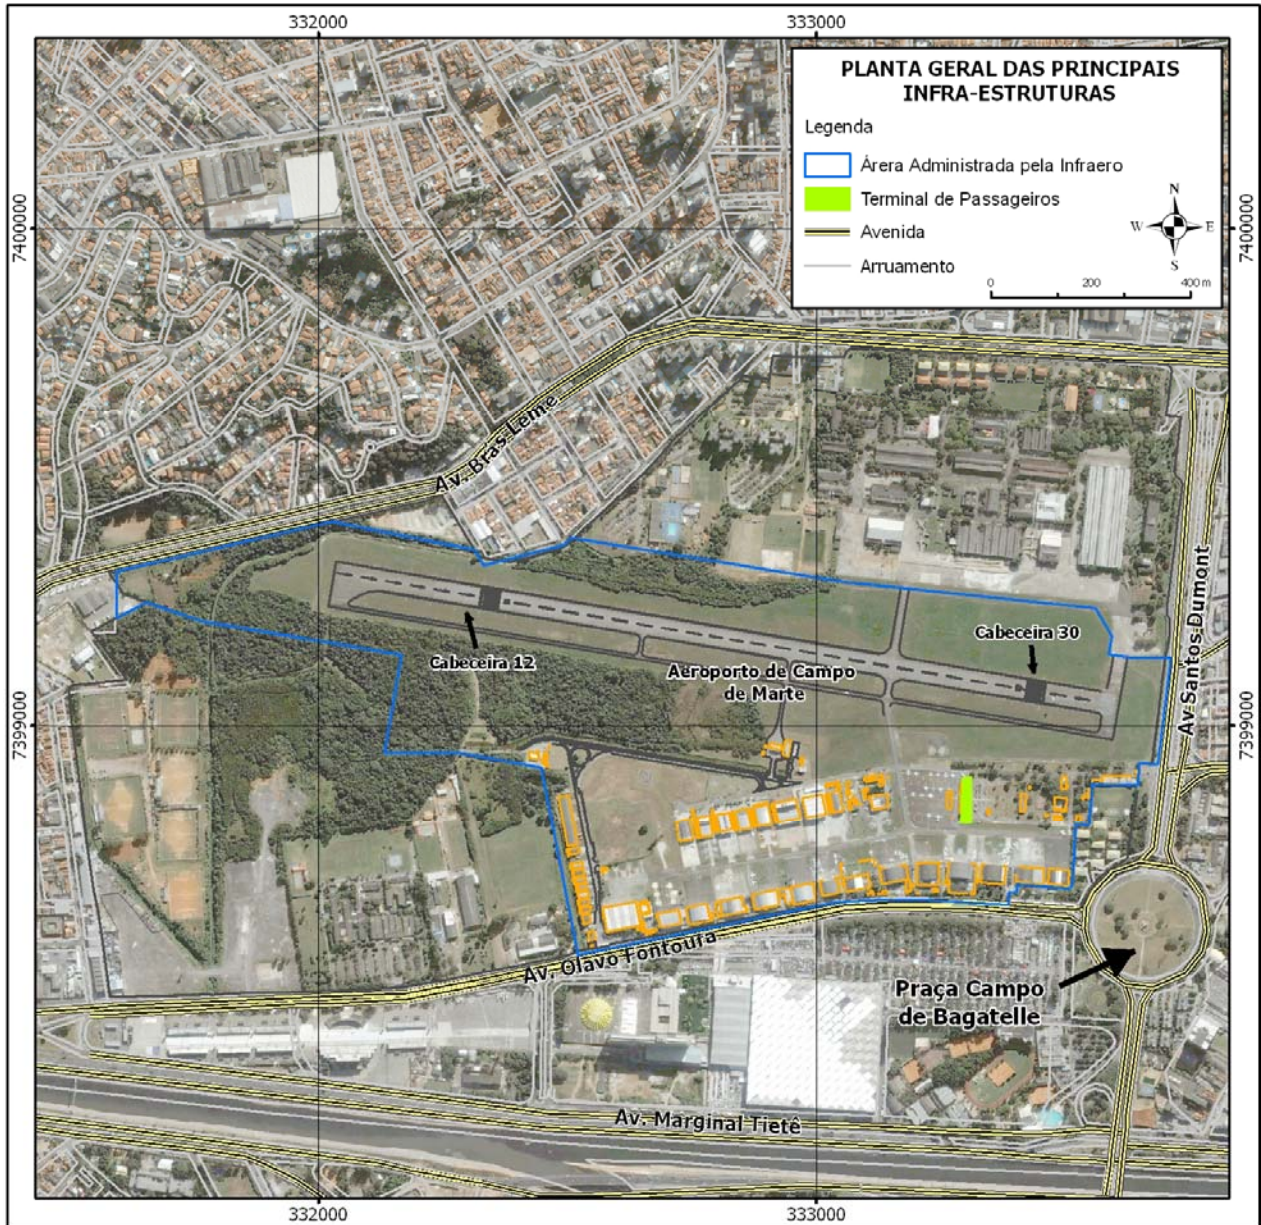 332000
333000
PLANTA GERAL DAS PRINCIPAIS
INFRA-ESTRUTURAS
Legenda
Árera Administrada pela Infraero
Terminal de Passageiros
Avenida
Arruamento
N
W
E
S
0
200
400 m
7400000
7400000
Av. Bras Leme
Av Santos Dumont
Cabeceira 12
Cabeceira 30
Aeroporto de Campo
de Marte
7399000
7399000
Av. Olavo Fontoura
Praça Campo
de Bagatelle
Av. Marginal Tietê
332000
333000